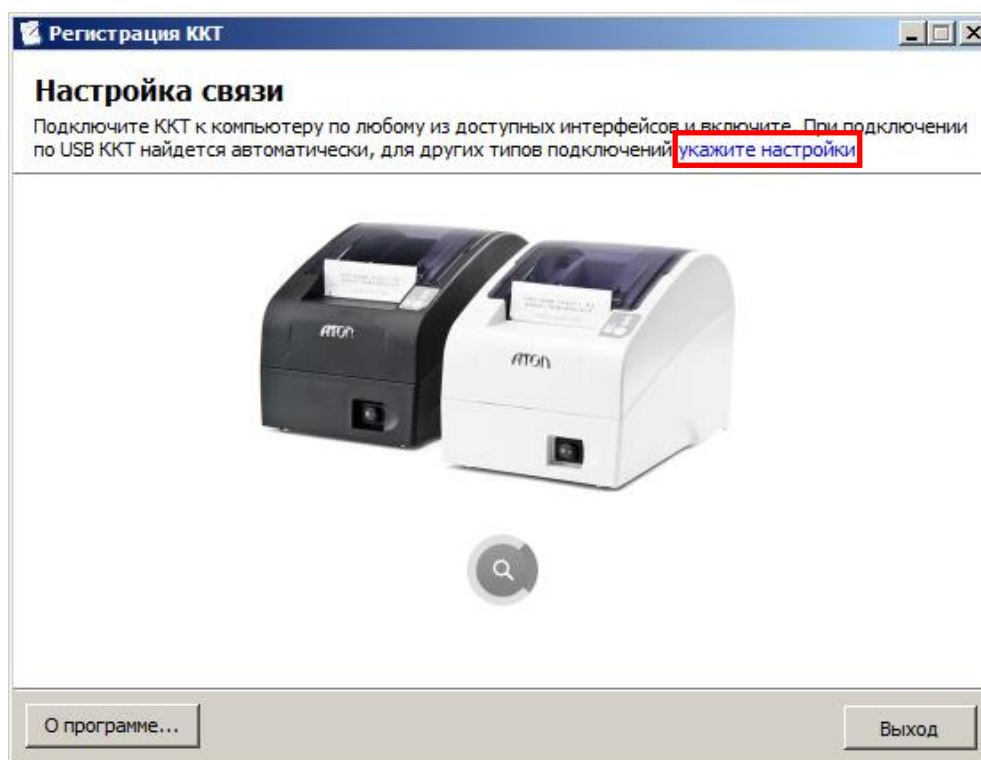 Регистрация ККТ
Настройка связи
Подключите ККТ к компьютеру по любому из доступных интерфейсов и включите. При подключении
по USB ККТ найдется автоматически, для других типов подключений укажите настройки
АТОЛ
АТОЛ
О программе...
Выход